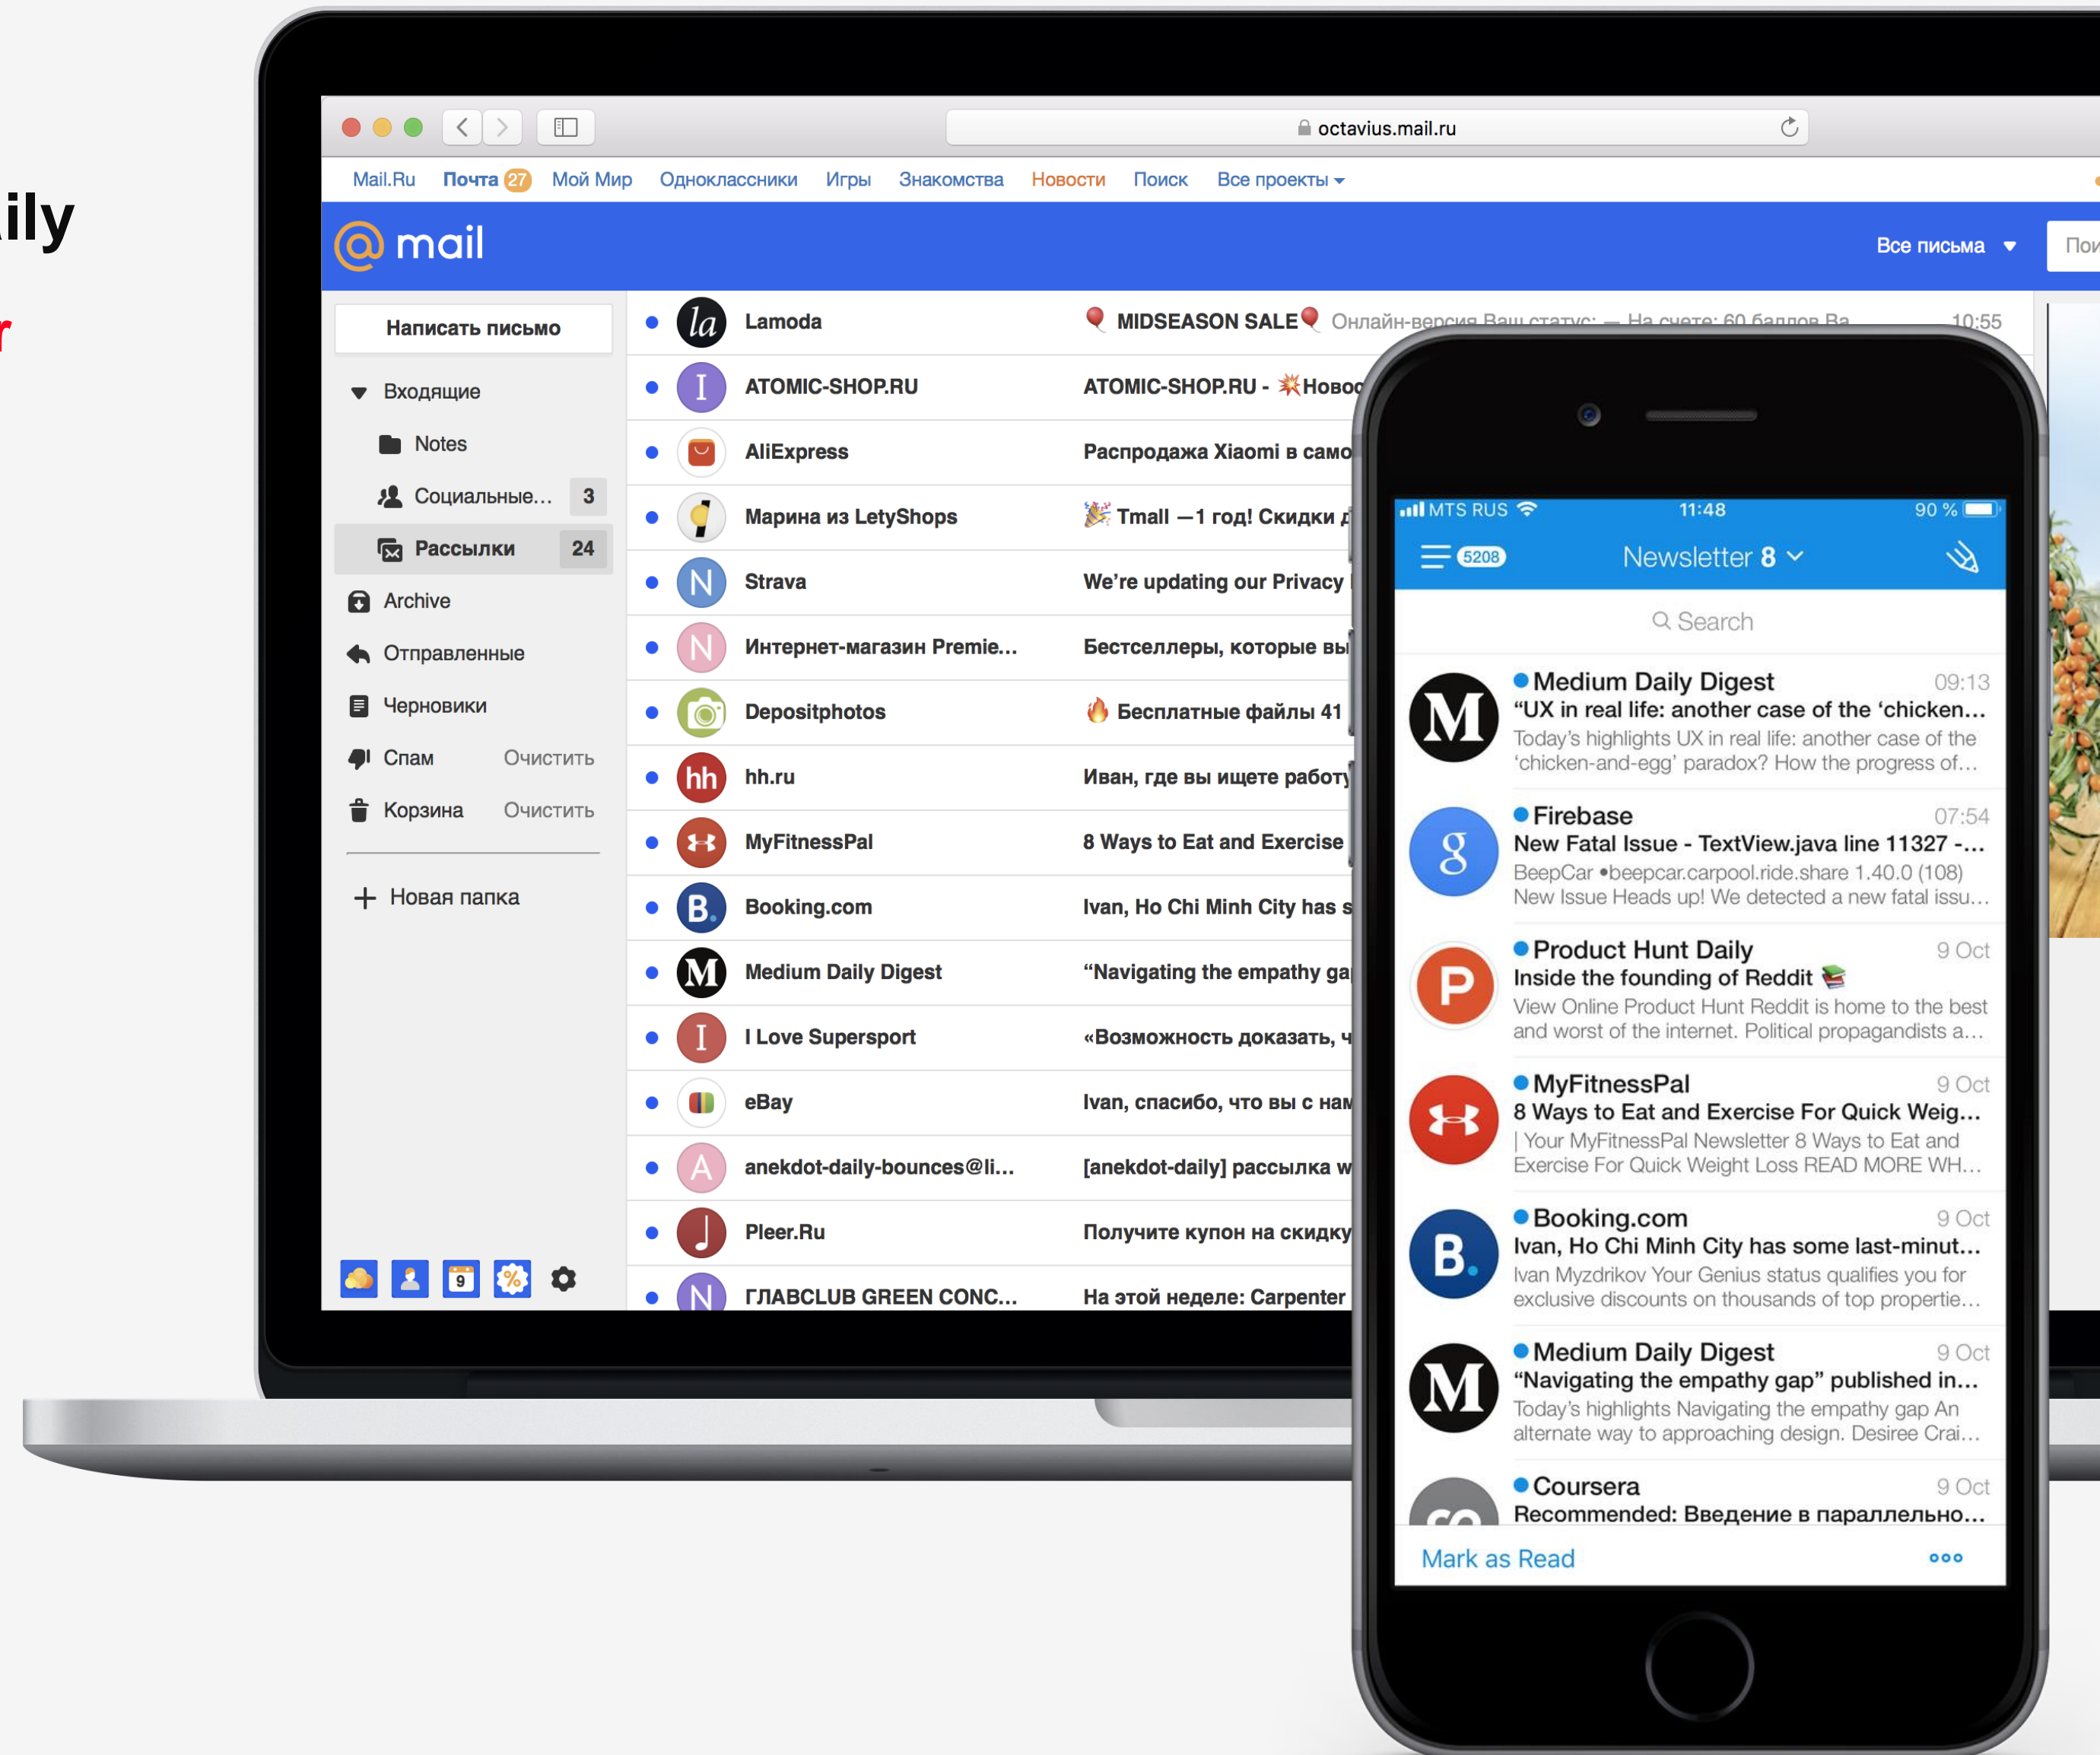 ily
r
octavius.mail.ru
Mail.Ru Почта 27 Мой Мир Одноклассники Игры Знакомства Новости Поиск Все проекты
@ mail
Все письма
Написать письмо
Входящие
Notes
Социальные... 3
Рассылки 24
Archive
Отправленные
Черновики
Спам Очистить
Корзина Очистить
Новая папка
9
%
la Lamoda MIDSEASON SALE Онлайн-версия Ваш статус: — На счете: 60 баллов Ва 10:55
I ATOMIC-SHOP.RU ATOMIC-SHOP.RU - Новос
AliExpress Распродажа Xiaomi в само
Марина из LetyShops Tmall —1 год! Скидки д
N Strava We're updating our Privacy
N Интернет-магазин Premie... Бестселлеры, которые вы
Depositphotos Бесплатные файлы 41
hh hh.ru Иван, где вы ищете работу
MyFitnessPal 8 Ways to Eat and Exercise
B. Booking.com Ivan, Ho Chi Minh City has s
M Medium Daily Digest “Navigating the empathy ga
I I Love Supersport «Возможность доказать, ч
eBay Ivan, спасибо, что вы с нам
A anekdot-daily-bounces@li... [anekdot-daily] рассылка w
Pleer.Ru Получите купон на скидку
N ГЛАВCLUB GREEN CONC... На этой неделе: Carpenter
MTS RUS 11:48 90 %
5208 Newsletter 8
Search
M
Medium Daily Digest 09:13
“UX in real life: another case of the ‘chicken...
Today’s highlights UX in real life: another case of the
‘chicken-and-egg’ paradox? How the progress of...
g
Firebase 07:54
New Fatal Issue - TextView.java line 11327 -...
BeepCar •beepcar.carpool.ride.share 1.40.0 (108)
New Issue Heads up! We detected a new fatal issu...
P
Product Hunt Daily 9 Oct
Inside the founding of Reddit
View Online Product Hunt Reddit is home to the best
and worst of the internet. Political propagandists a...
MyFitnessPal 9 Oct
8 Ways to Eat and Exercise For Quick Weig...
| Your MyFitnessPal Newsletter 8 Ways to Eat and
Exercise For Quick Weight Loss READ MORE WH...
B.
Booking.com 9 Oct
Ivan, Ho Chi Minh City has some last-minut...
Ivan Myzdrikov Your Genius status qualifies you for
exclusive discounts on thousands of top propertie...
M
Medium Daily Digest 9 Oct
“Navigating the empathy gap” published in...
Today’s highlights Navigating the empathy gap An
alternate way to approaching design. Desiree Crai...
Coursera 9 Oct
Recommended: Введение в параллельно...
Mark as Read